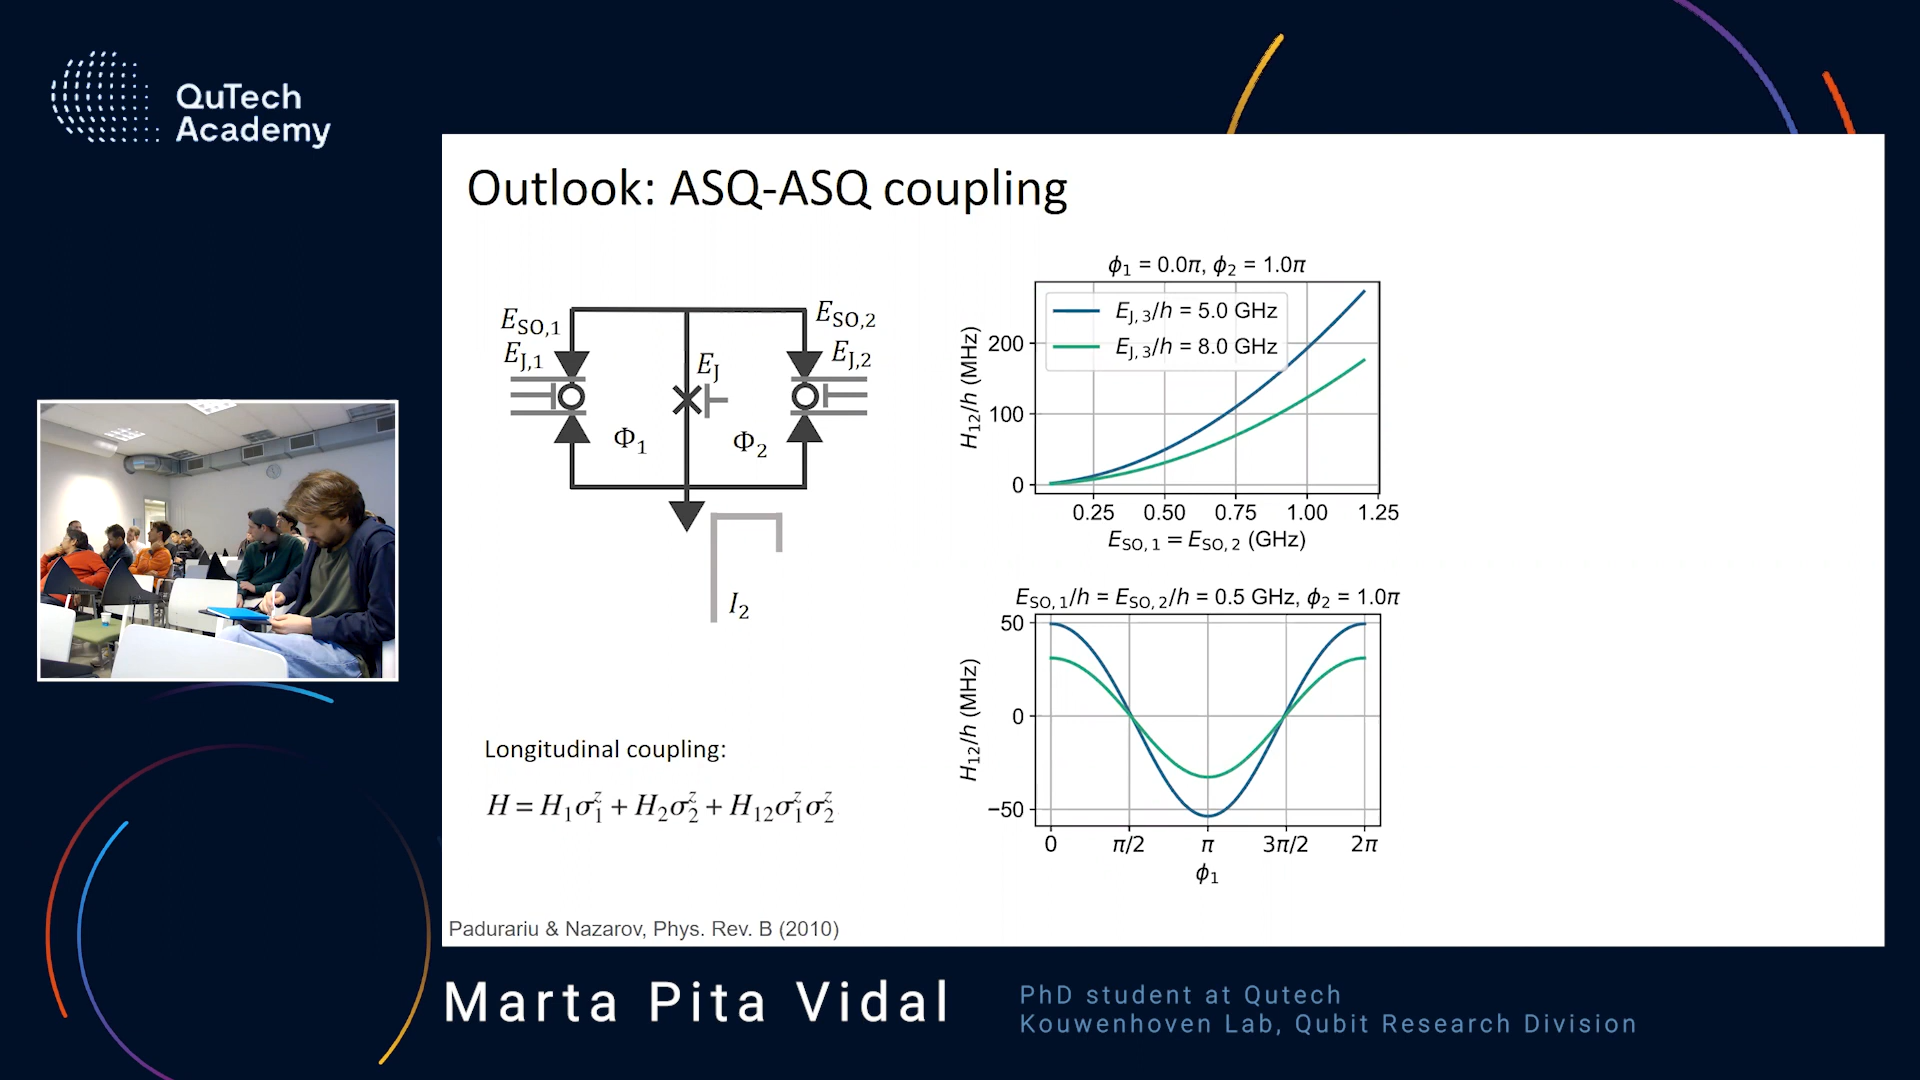 QuTech
Academy
Outlook: ASQ-ASQ coupling
E_SO,1
E_J,1
E_J
E_SO,2
E_J,2
Φ_1
Φ_2
I_2
Longitudinal coupling:
H = H_1σ_1^z + H_2σ_2^z + H_12σ_1^zσ_2^z
Padurariu & Nazarov, Phys. Rev. B (2010)
ϕ_1 = 0.0π, ϕ_2 = 1.0π
E_J,3/h = 5.0 GHz
E_J,3/h = 8.0 GHz
H_12/h (MHz)
200
100
0
0.25 0.50 0.75 1.00 1.25
E_SO,1 = E_SO,2 (GHz)
E_SO,1/h = E_SO,2/h = 0.5 GHz, ϕ_2 = 1.0π
H_12/h (MHz)
50
0
−50
0 π/2 π 3π/2 2π
ϕ_1
Marta Pita Vidal
PhD student at Qutech
Kouwenhoven Lab, Qubit Research Division